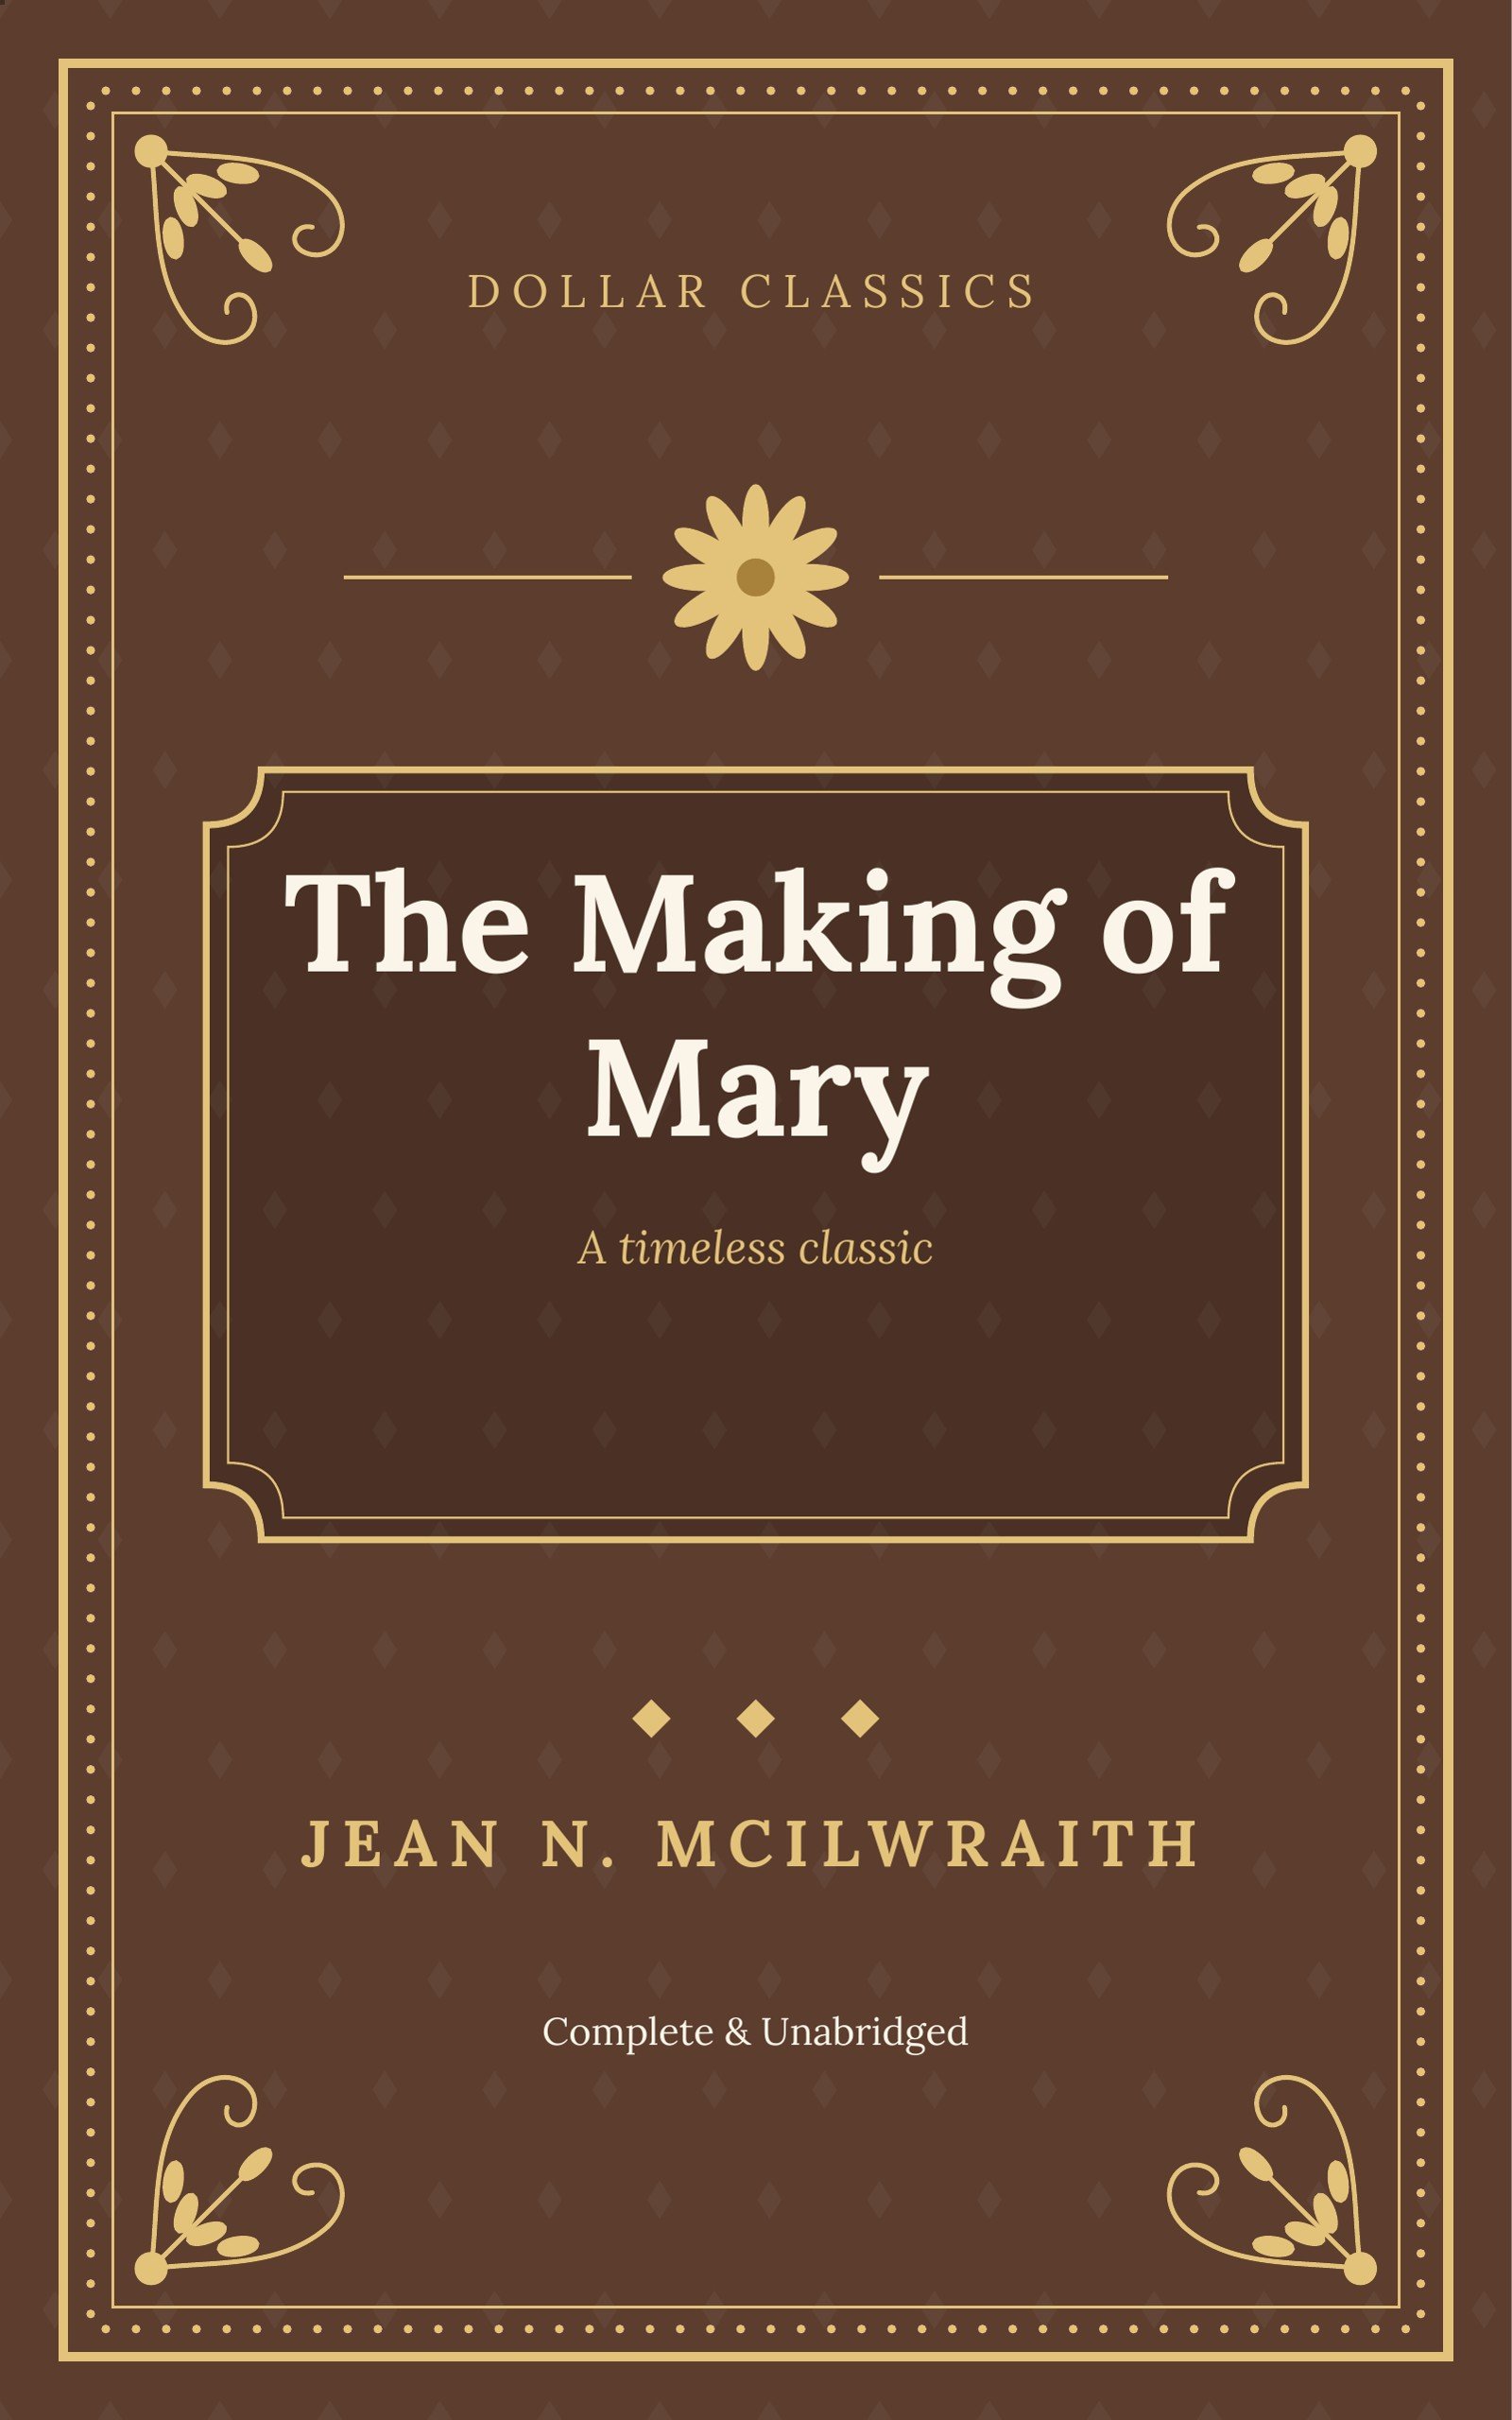 DOLLAR CLASSICS
The Making of
Mary
A timeless classic
JEAN N. MCILWRAITH
Complete & Unabridged